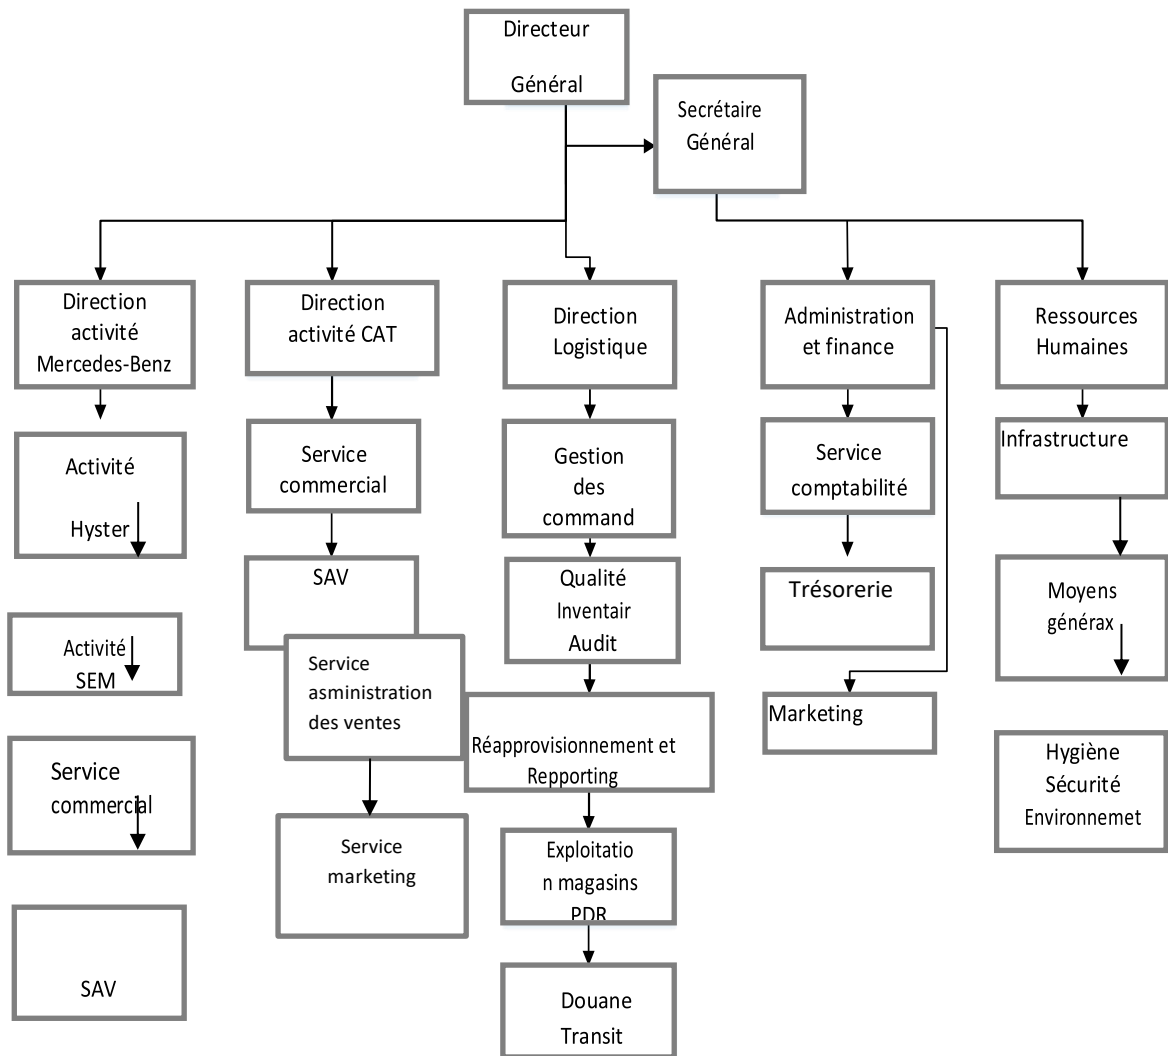 Directeur
Général
Secrétaire
Général
Direction
activité
Mercedes-Benz
Direction
activité CAT
Direction
Logistique
Administration
et finance
Ressources
Humaines
Activité
Hyster
Service
commercial
Gestion
des
command
Service
comptabilité
Infrastructure
SAV
Qualité
Inventair
Audit
Trésorerie
Moyens
générax
Activité
SEM
Service
asministration
des ventes
Réapprovisionnement et
Repporting
Marketing
Service
commercial
Service
marketing
Exploitatio
n magasins
PDR
Hygiène
Sécurité
Environnemet
SAV
Douane
Transit